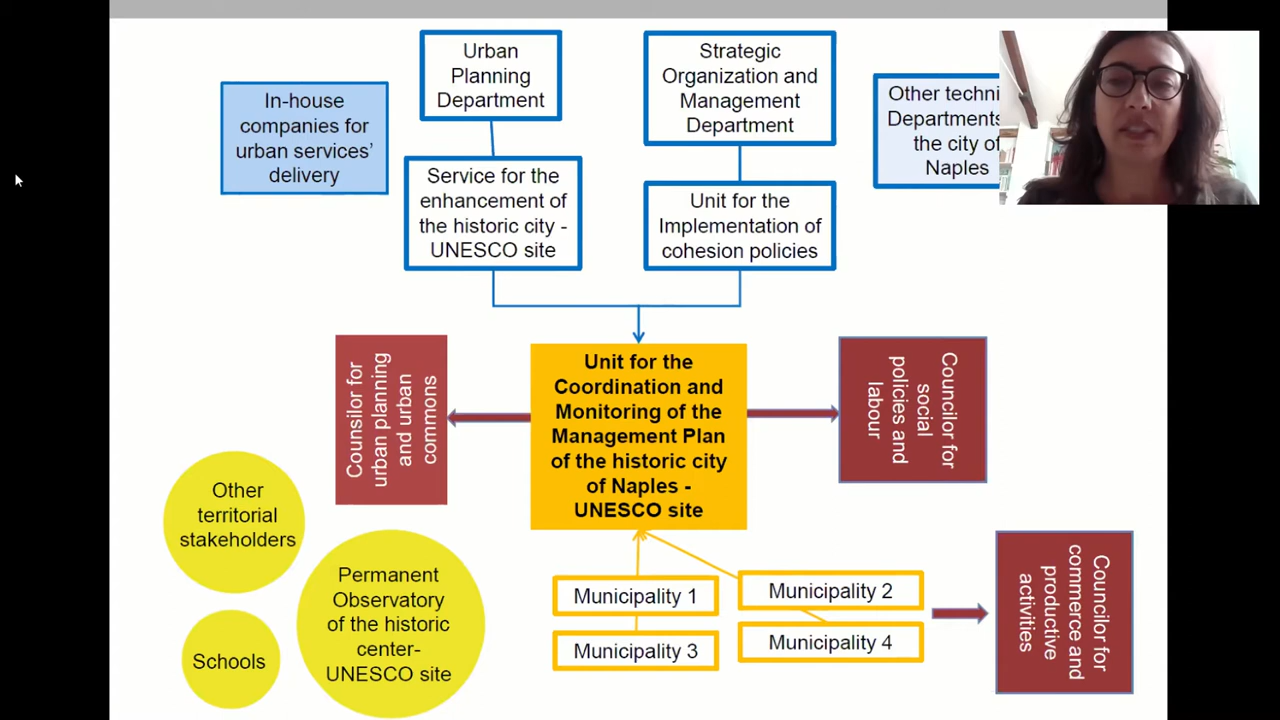 In-house
companies for
urban services’
delivery
Urban
Planning
Department
Service for the
enhancement of
the historic city -
UNESCO site
Strategic
Organization and
Management
Department
Unit for the
Implementation of
cohesion policies
Other
Departments
the city of
Naples
Counsilor for
urban planning
and urban
commons
Unit for the
Coordination and
Monitoring of the
Management Plan
of the historic city
of Naples -
UNESCO site
Councilor for
social
policies and
labour
Other
territorial
stakeholders
Permanent
Observatory
of the historic
center-
UNESCO site
Schools
Municipality 1
Municipality 2
Municipality 3
Municipality 4
Councilor for
commerce and
productive
activities